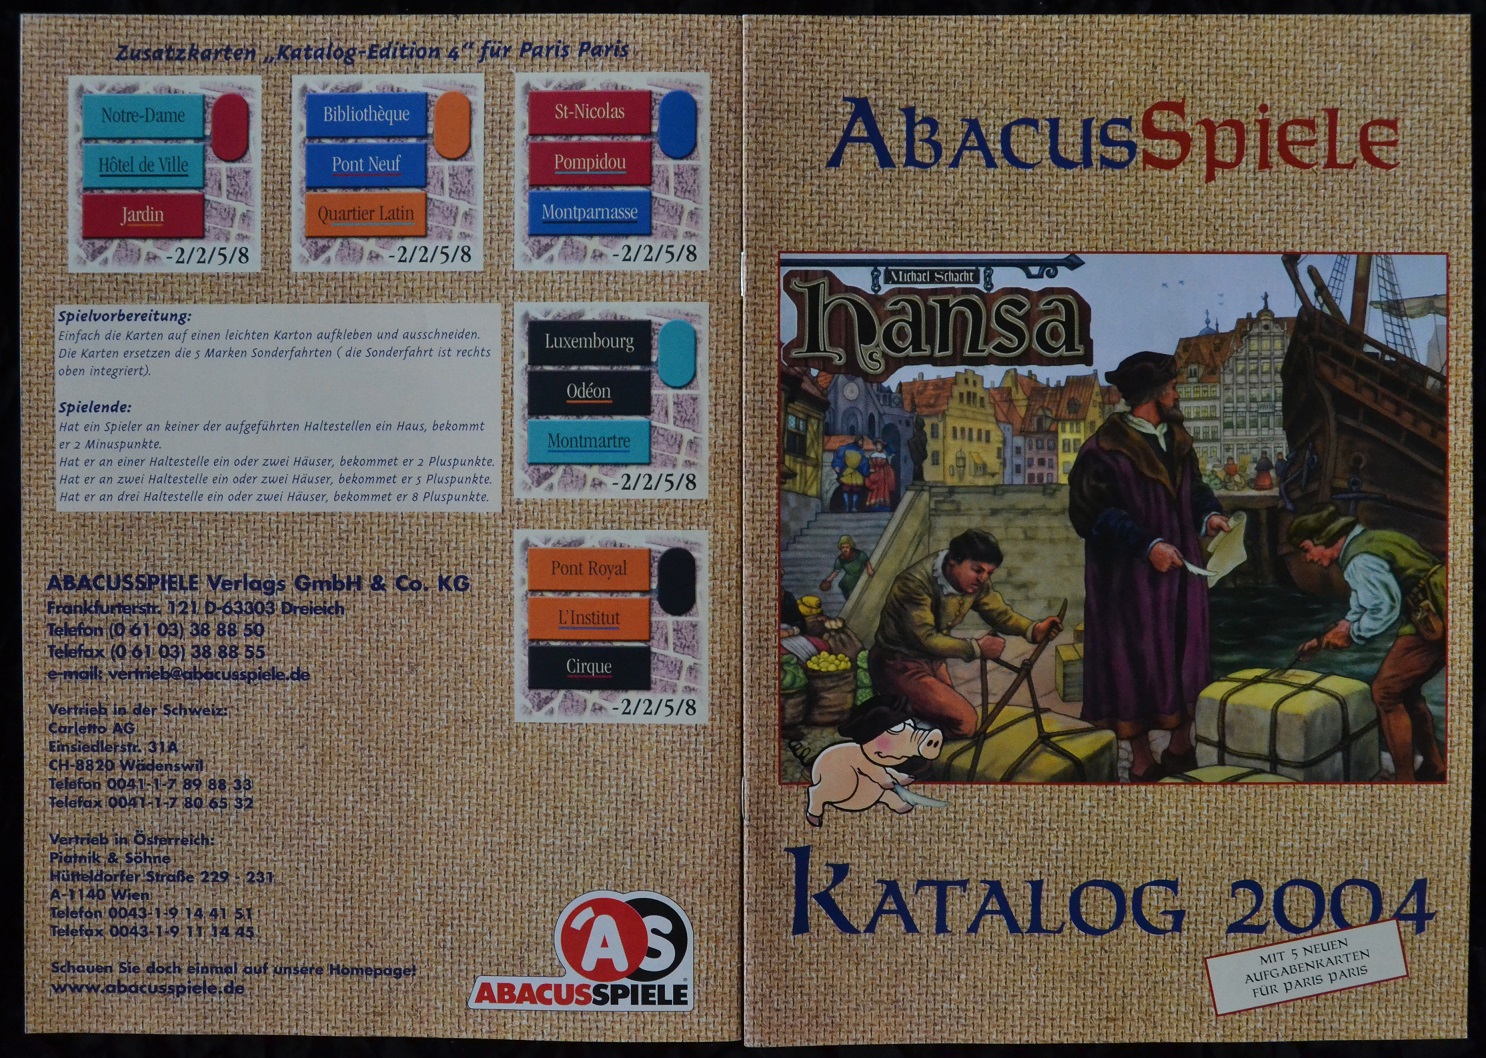 Zusatzkarten „Katalog-Edition 4“ für Paris Paris
Notre-Dame
Hôtel de Ville
Jardin
-2/2/5/8
Bibliothèque
Pont Neuf
Quartier Latin
-2/2/5/8
St-Nicolas
Pompidou
Montparnasse
-2/2/5/8
Spielvorbereitung:
Einfach die Karten auf einen leichten Karton aufkleben und ausschneiden.
Die Karten ersetzen die 5 Marken Sonderfahrten ( die Sonderfahrt ist rechts
oben integriert).
Spielende:
Hat ein Spieler an keiner der aufgeführten Haltestellen ein Haus, bekommt
er 2 Minuspunkte.
Hat er an einer Haltestelle ein oder zwei Häuser, bekommet er 2 Pluspunkte.
Hat er an zwei Haltestelle ein oder zwei Häuser, bekommet er 5 Pluspunkte.
Hat er an drei Haltestelle ein oder zwei Häuser, bekommet er 8 Pluspunkte.
Luxembourg
Odéon
Montmartre
-2/2/5/8
Pont Royal
L'Institut
Cirque
-2/2/5/8
ABACUSSPIELE Verlags GmbH & Co. KG
Frankfurterstr. 121 D-63303 Dreieich
Telefon (0 61 03) 38 88 50
Telefax (0 61 03) 38 88 55
e-mail: vertrieb@abacusspiele.de
Vertrieb in der Schweiz:
Carletto AG
Einsiedlerstr. 31A
CH-8820 Wädenswil
Telefon 0041-1-7 89 88 33
Telefax 0041-1-7 80 65 32
Vertrieb in Österreich:
Piatnik & Söhne
Hütteldorfer Straße 229 - 231
A-1140 Wien
Telefon 0043-1-9 14 41 51
Telefax 0043-1-9 11 14 45
Schauen Sie doch einmal auf unsere Homepage!
www.abacusspiele.de
AS
ABACUSSPIELE
AbacusSpiele
Michael Schacht
hansa
Katalog 2004
MIT 5 NEUEN
AUFGABENKARTEN
FÜR PARIS PARIS